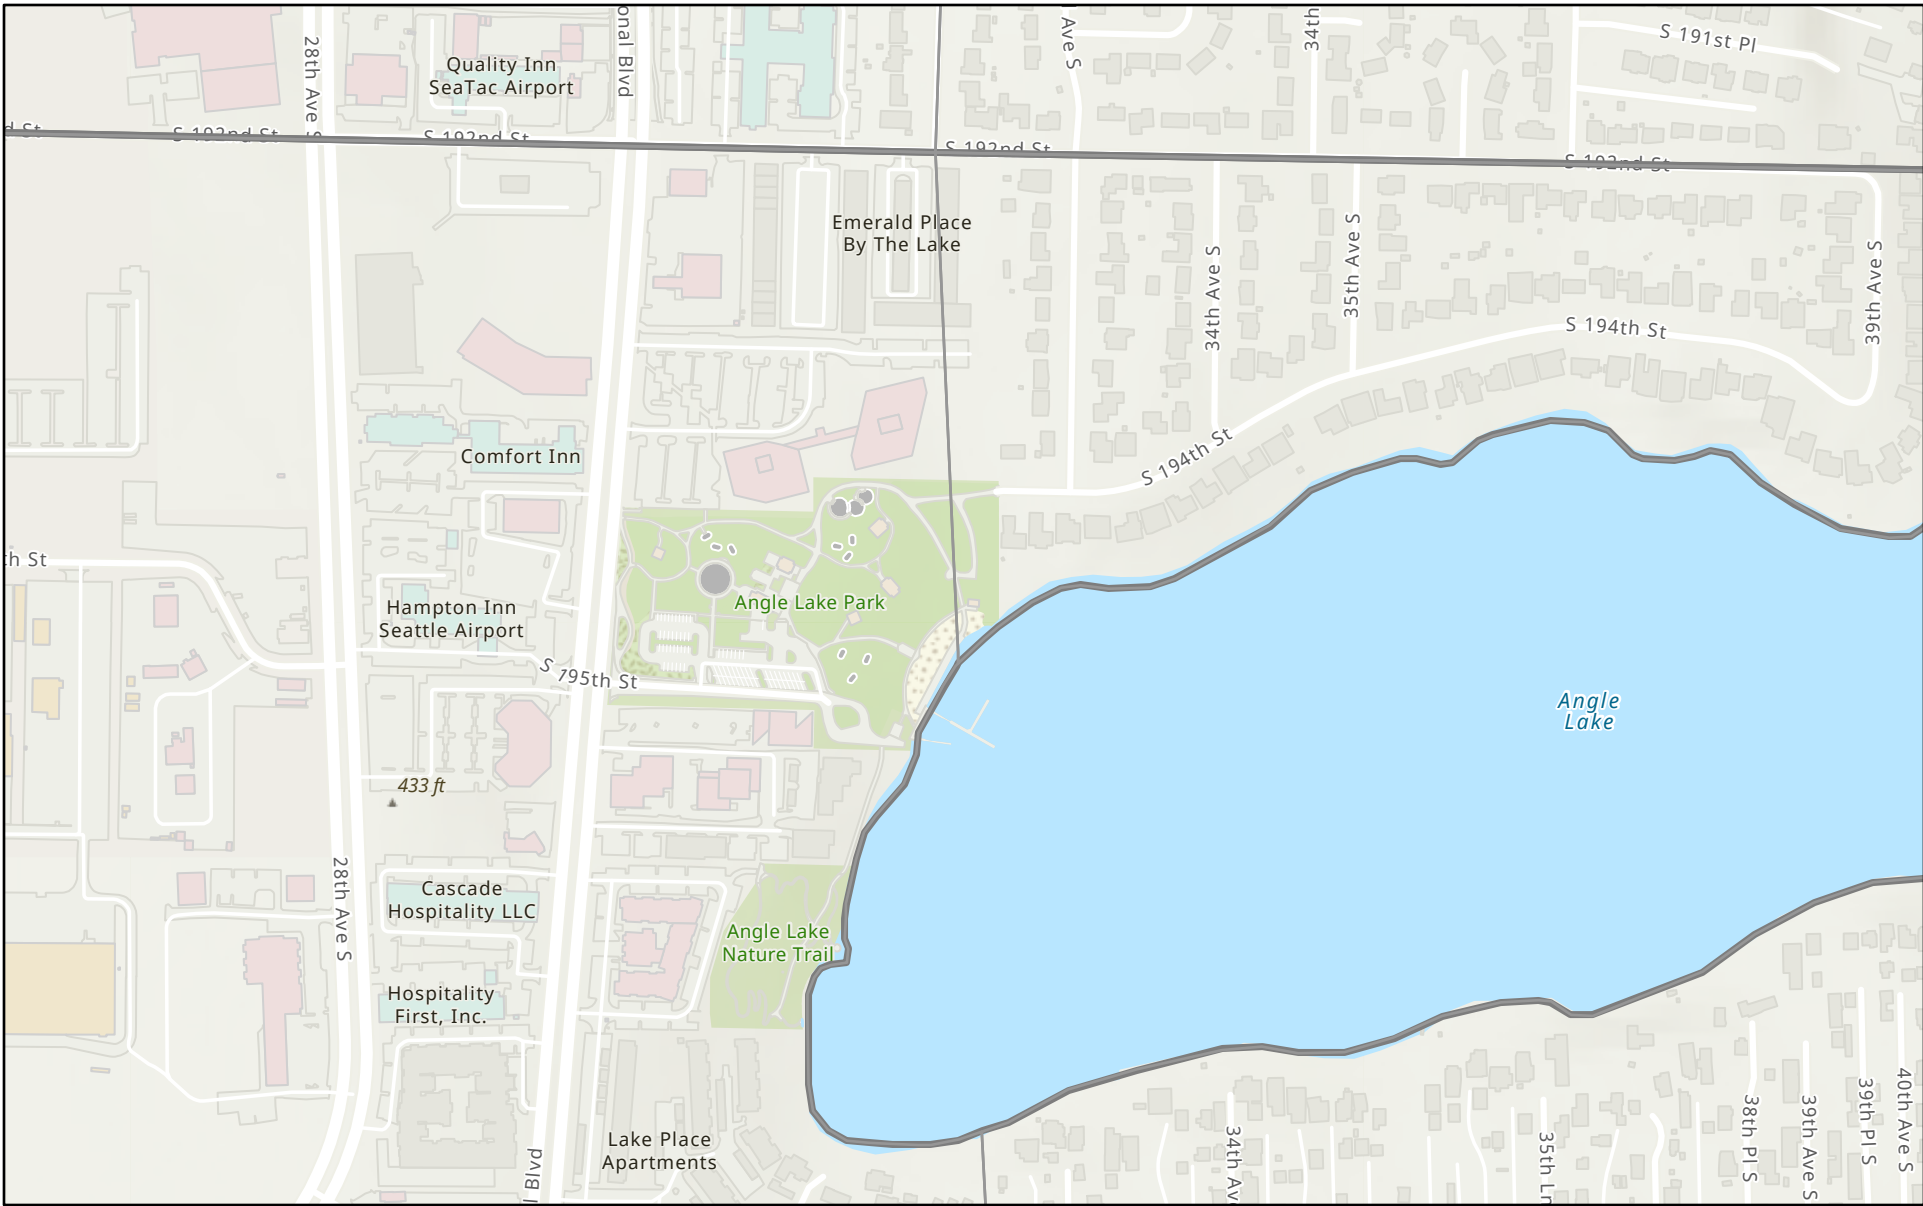 34th
S 191st Pl
28th Ave S
onal Blvd
Ave S
Quality Inn
SeaTac Airport
d St
S 192nd St
S 192nd St
S 192nd St
S 192nd St
Emerald Place
By The Lake
34th Ave S
35th Ave S
39th Ave S
S 194th St
S 194th St
Comfort Inn
th St
Hampton Inn
Seattle Airport
Angle Lake Park
S 195th St
Angle
Lake
433 ft
28th Ave S
Cascade
Hospitality LLC
Angle Lake
Nature Trail
Hospitality
First, Inc.
l Blvd
Lake Place
Apartments
34th Av
35th Ln
38th Pl S
39th Ave S
39th Pl S
40th Ave S